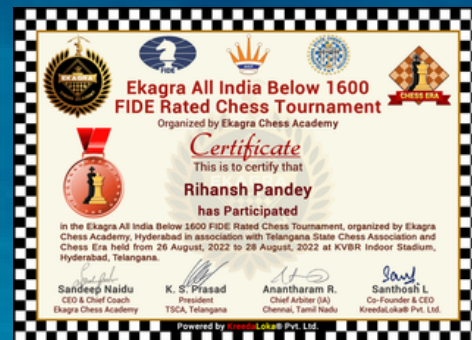 EKAGRA
FIDE
CHESS ERA
Ekagra All India Below 1600
FIDE Rated Chess Tournament
Organized by Ekagra Chess Academy
Certificate
This is to certify that
Rihansh Pandey
has Participated
in the Ekagra All India Below 1600 FIDE Rated Chess Tournament, organized by Ekagra
Chess Academy, Hyderabad in association with Telangana State Chess Association and
Chess Era held from 26 August, 2022 to 28 August, 2022 at KVBR Indoor Stadium,
Hyderabad, Telangana.
Sandeep Naidu
CEO & Chief Coach
Ekagra Chess Academy
K. S. Prasad
President
TSCA, Telangana
Anantharam R.
Chief Arbiter (IA)
Chennai, Tamil Nadu
Santhosh L
Co-Founder & CEO
KreedaLoka® Pvt. Ltd.
Powered by KreedaLoka® Pvt. Ltd.